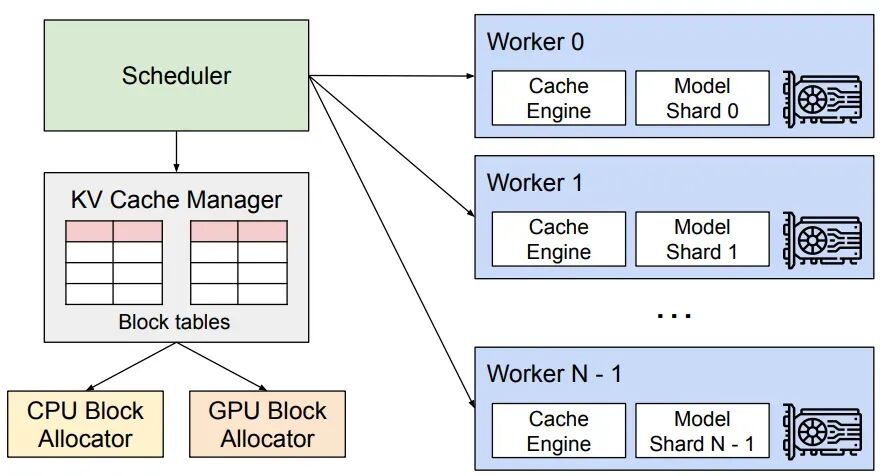 Scheduler
KV Cache Manager
Block tables
CPU Block
Allocator
GPU Block
Allocator
Worker 0
Cache
Engine
Model
Shard 0
Worker 1
Cache
Engine
Model
Shard 1
...
Worker N - 1
Cache
Engine
Model
Shard N - 1